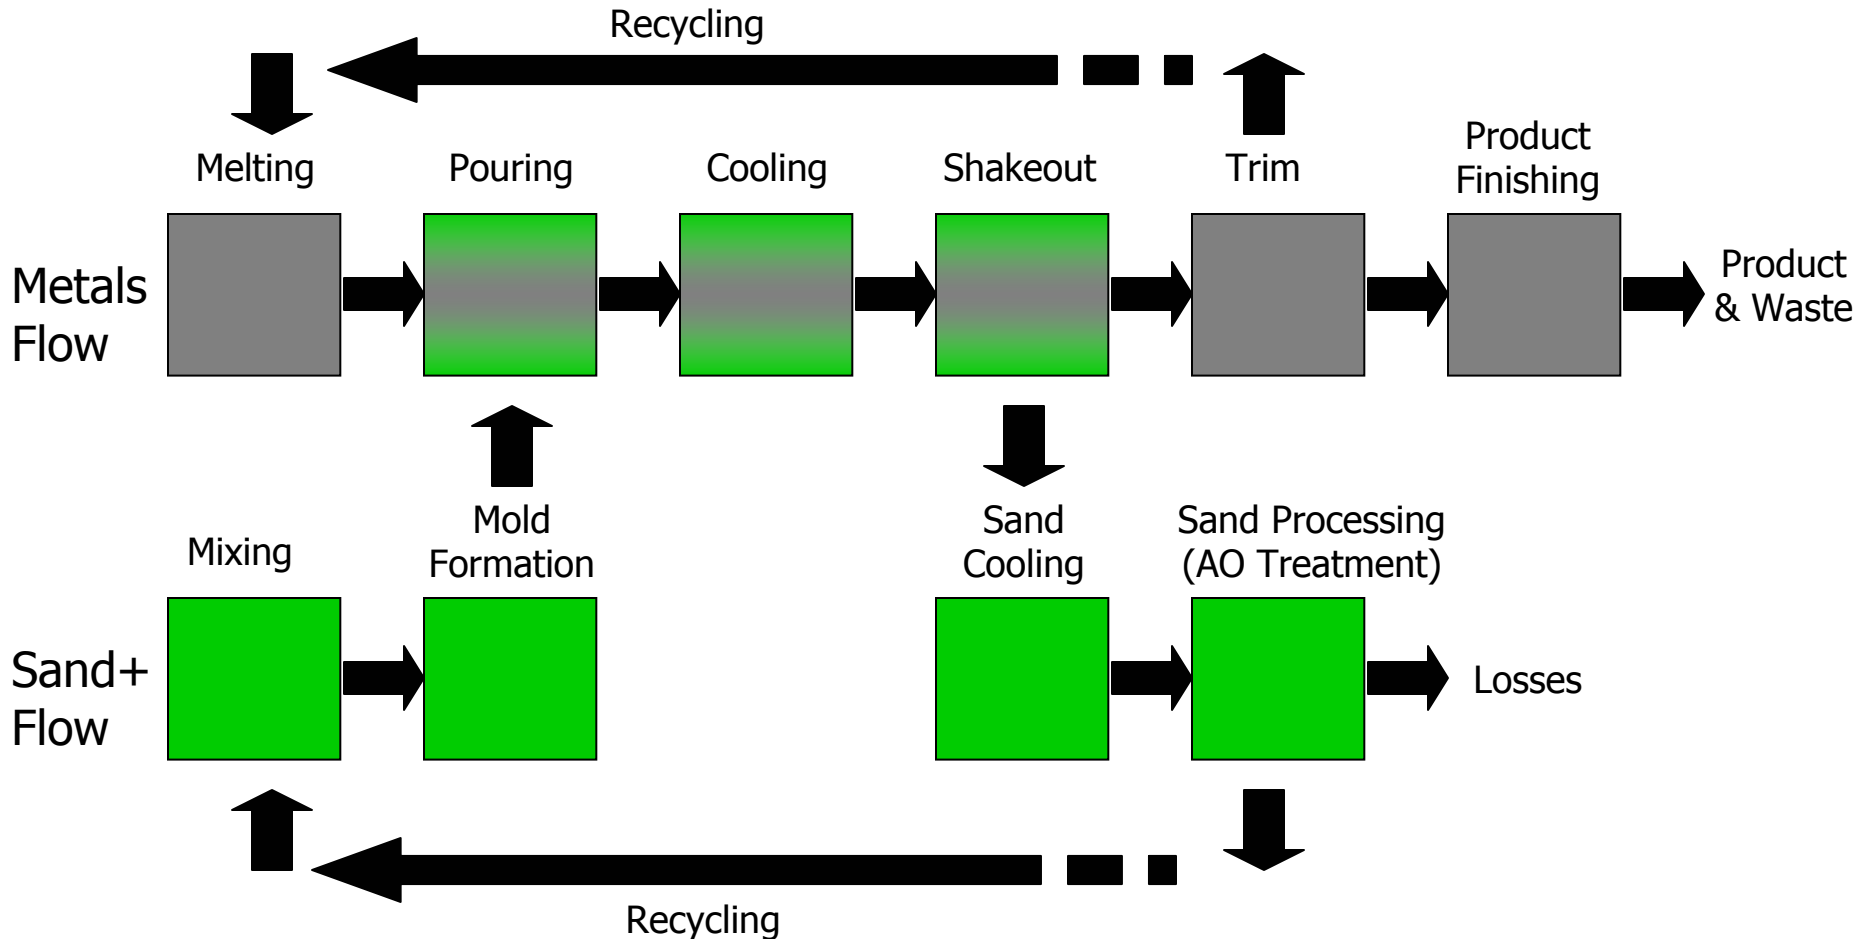 Recycling
Melting
Pouring
Cooling
Shakeout
Trim
Product
Finishing
Metals
Flow
Product
& Waste
Mixing
Mold
Formation
Sand
Cooling
Sand Processing
(AO Treatment)
Sand+
Flow
Losses
Recycling